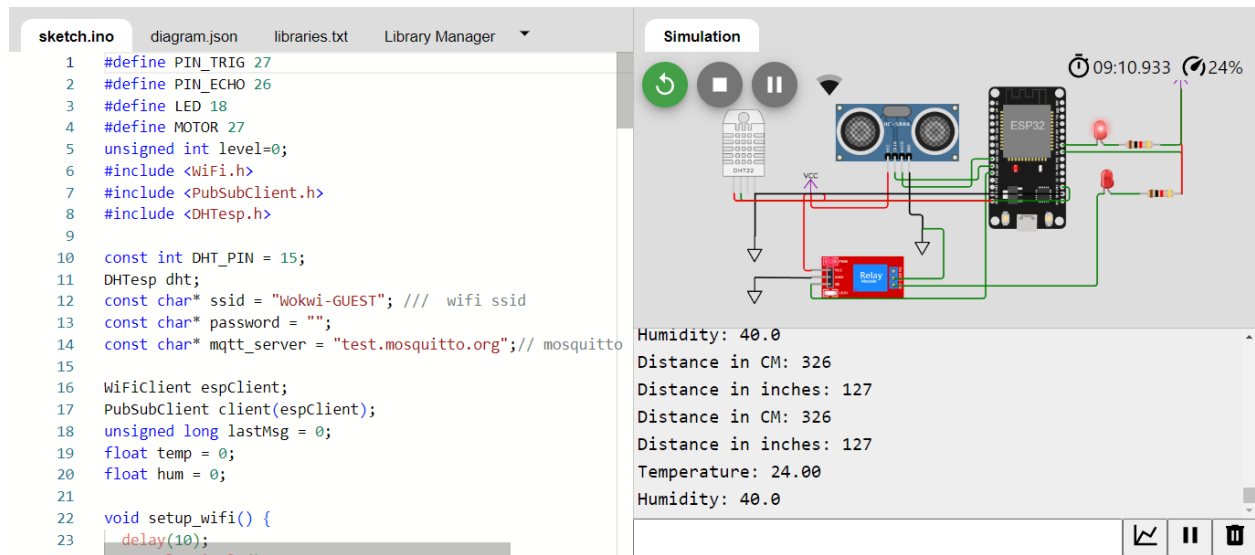 sketch.ino diagram.json libraries.txt Library Manager
1 #define PIN_TRIG 27
2 #define PIN_ECHO 26
3 #define LED 18
4 #define MOTOR 27
5 unsigned int level=0;
6 #include <WiFi.h>
7 #include <PubSubClient.h>
8 #include <DHTesp.h>
9
10 const int DHT_PIN = 15;
11 DHTesp dht;
12 const char* ssid = "Wokwi-GUEST"; /// wifi ssid
13 const char* password = "";
14 const char* mqtt_server = "test.mosquitto.org";// mosquitto
15
16 WiFiClient espClient;
17 PubSubClient client(espClient);
18 unsigned long lastMsg = 0;
19 float temp = 0;
20 float hum = 0;
21
22 void setup_wifi() {
23 delay(10);
Simulation
09:10.933 24%
ESP32
HC-SR04
DHT22
VCC
Relay
Humidity: 40.0
Distance in CM: 326
Distance in inches: 127
Distance in CM: 326
Distance in inches: 127
Temperature: 24.00
Humidity: 40.0